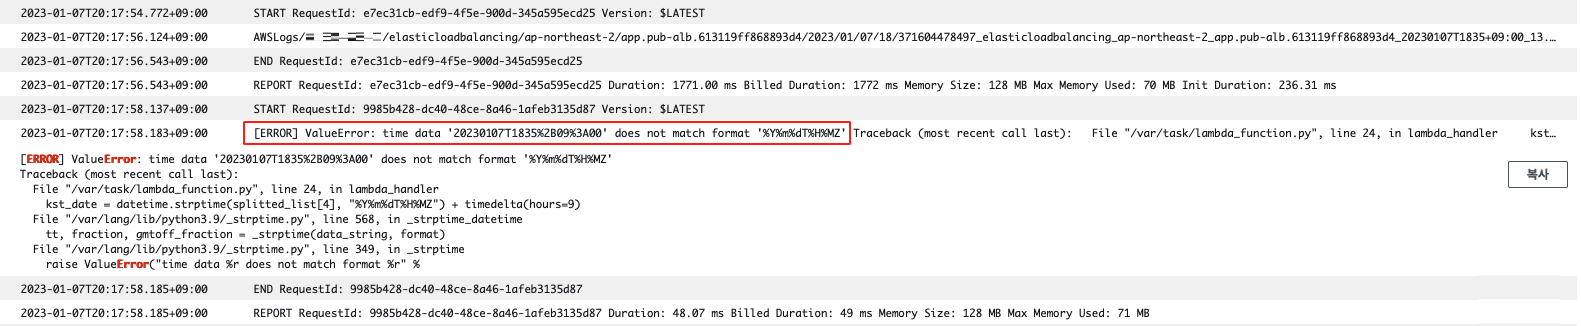 2023-01-07T20:17:54.772+09:00 START RequestId: e7ec31cb-edf9-4f5e-900d-345a595ecd25 Version: $LATEST
2023-01-07T20:17:56.124+09:00 AWSLogs/ /elasticloadbalancing/ap-northeast-2/app.pub-alb.613119ff868893d4/2023/01/07/18/371604478497_elasticloadbalancing_ap-northeast-2_app.pub-alb.613119ff868893d4_20230107T1835+09:00_13.…
2023-01-07T20:17:56.543+09:00 END RequestId: e7ec31cb-edf9-4f5e-900d-345a595ecd25
2023-01-07T20:17:56.543+09:00 REPORT RequestId: e7ec31cb-edf9-4f5e-900d-345a595ecd25 Duration: 1771.00 ms Billed Duration: 1772 ms Memory Size: 128 MB Max Memory Used: 70 MB Init Duration: 236.31 ms
2023-01-07T20:17:58.137+09:00 START RequestId: 9985b428-dc40-48ce-8a46-1afeb3135d87 Version: $LATEST
2023-01-07T20:17:58.183+09:00 [ERROR] ValueError: time data '20230107T1835%2B09%3A00' does not match format '%Y%m%dT%H%MZ' Traceback (most recent call last): File "/var/task/lambda_function.py", line 24, in lambda_handler kst…
[ERROR] ValueError: time data '20230107T1835%2B09%3A00' does not match format '%Y%m%dT%H%MZ'
Traceback (most recent call last):
File "/var/task/lambda_function.py", line 24, in lambda_handler
kst_date = datetime.strptime(splitted_list[4], "%Y%m%dT%H%MZ") + timedelta(hours=9)
File "/var/lang/lib/python3.9/_strptime.py", line 568, in _strptime_datetime
tt, fraction, gmtoff_fraction = _strptime(data_string, format)
File "/var/lang/lib/python3.9/_strptime.py", line 349, in _strptime
raise ValueError("time data %r does not match format %r" %
복사
2023-01-07T20:17:58.185+09:00 END RequestId: 9985b428-dc40-48ce-8a46-1afeb3135d87
2023-01-07T20:17:58.185+09:00 REPORT RequestId: 9985b428-dc40-48ce-8a46-1afeb3135d87 Duration: 48.07 ms Billed Duration: 49 ms Memory Size: 128 MB Max Memory Used: 71 MB